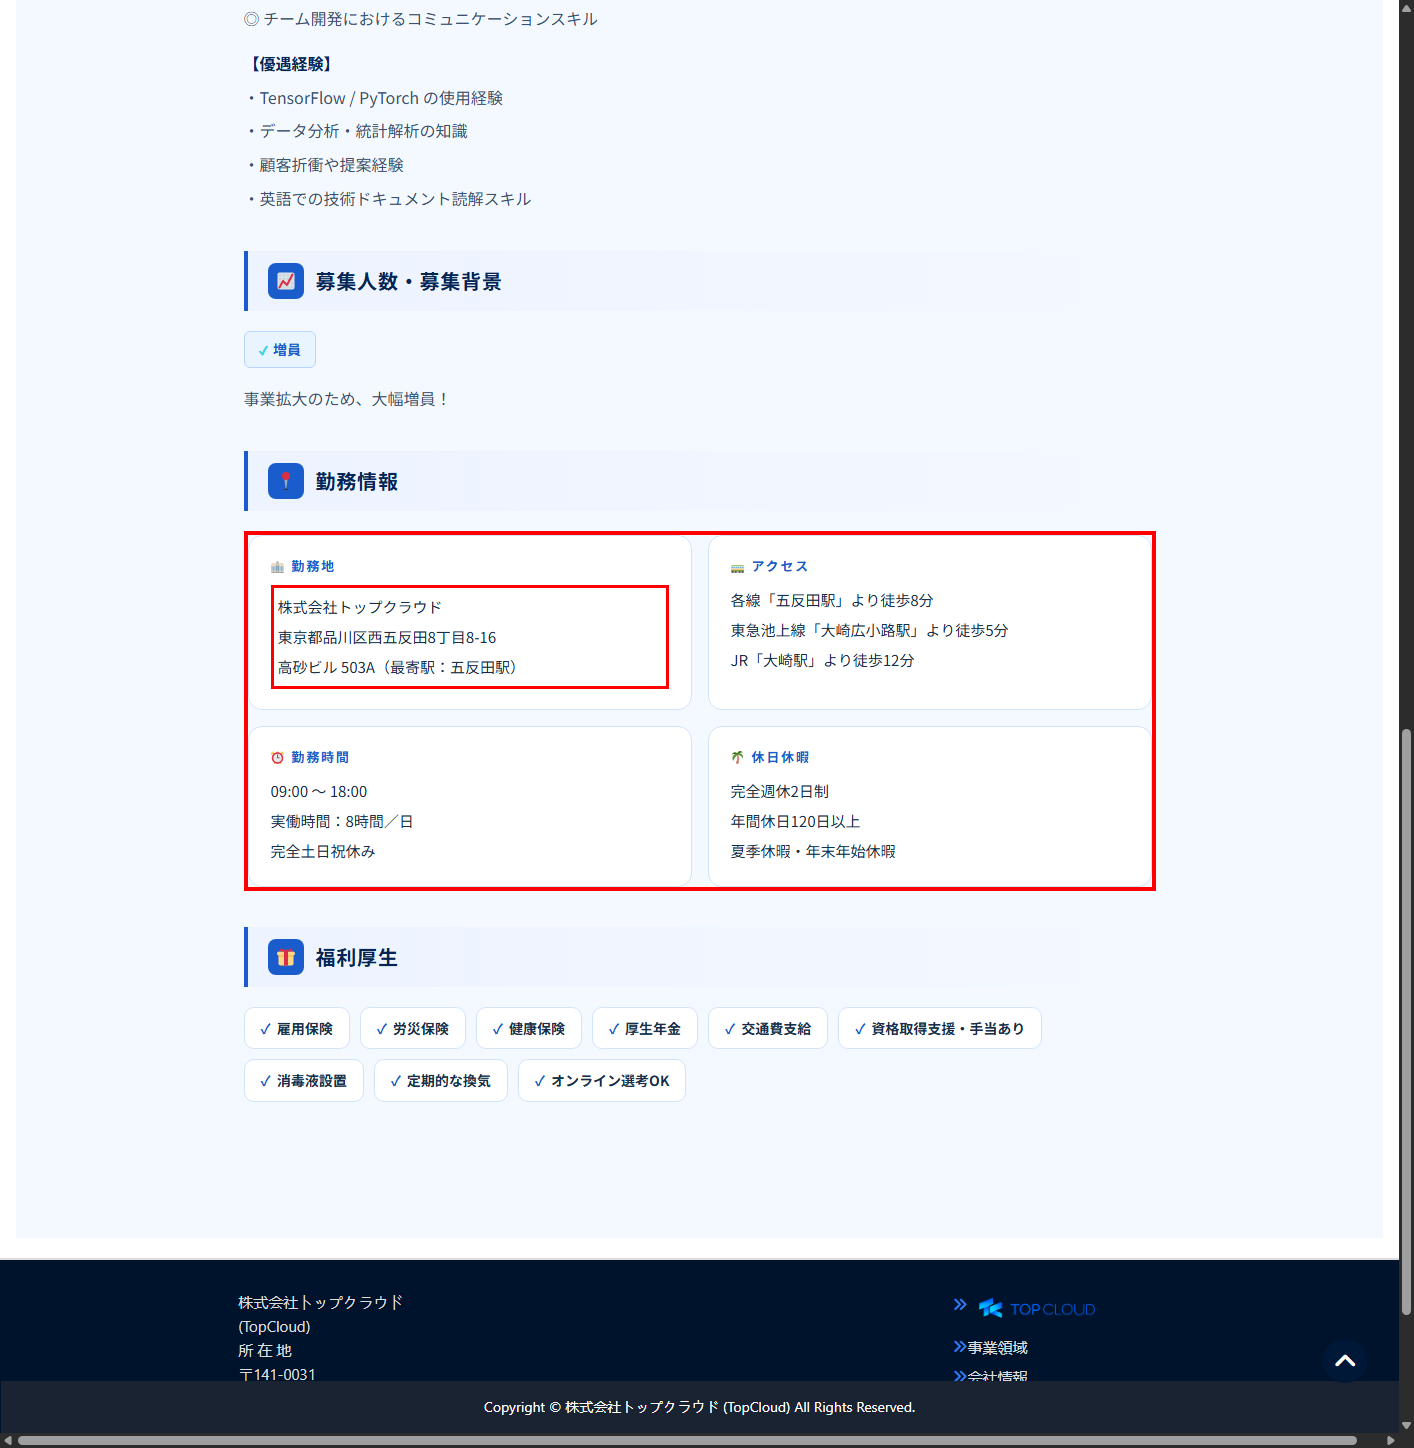 ◎ チーム開発におけるコミュニケーションスキル
【優遇経験】
・TensorFlow / PyTorch の使用経験
・データ分析・統計解析の知識
・顧客折衝や提案経験
・英語での技術ドキュメント読解スキル
募集人数・募集背景
✓ 増員
事業拡大のため、大幅増員！
勤務情報
勤務地
株式会社トップクラウド
東京都品川区西五反田8丁目8-16
高砂ビル 503A（最寄駅：五反田駅）
アクセス
各線「五反田駅」より徒歩8分
東急池上線「大崎広小路駅」より徒歩5分
JR「大崎駅」より徒歩12分
勤務時間
09:00 〜 18:00
実働時間：8時間／日
完全土日祝休み
休日休暇
完全週休2日制
年間休日120日以上
夏季休暇・年末年始休暇
福利厚生
✓ 雇用保険
✓ 労災保険
✓ 健康保険
✓ 厚生年金
✓ 交通費支給
✓ 資格取得支援・手当あり
✓ 消毒液設置
✓ 定期的な換気
✓ オンライン選考OK
株式会社トップクラウド
(TopCloud)
所 在 地
〒141-0031
TOPCLOUD
事業領域
会社情報
Copyright © 株式会社トップクラウド (TopCloud) All Rights Reserved.